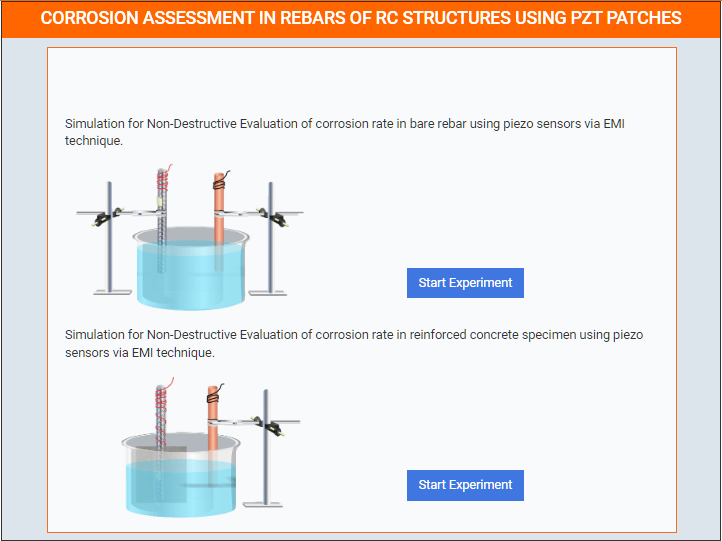 CORROSION ASSESSMENT IN REBARS OF RC STRUCTURES USING PZT PATCHES
Simulation for Non-Destructive Evaluation of corrosion rate in bare rebar using piezo sensors via EMI
technique.
Start Experiment
Simulation for Non-Destructive Evaluation of corrosion rate in reinforced concrete specimen using piezo
sensors via EMI technique.
Start Experiment